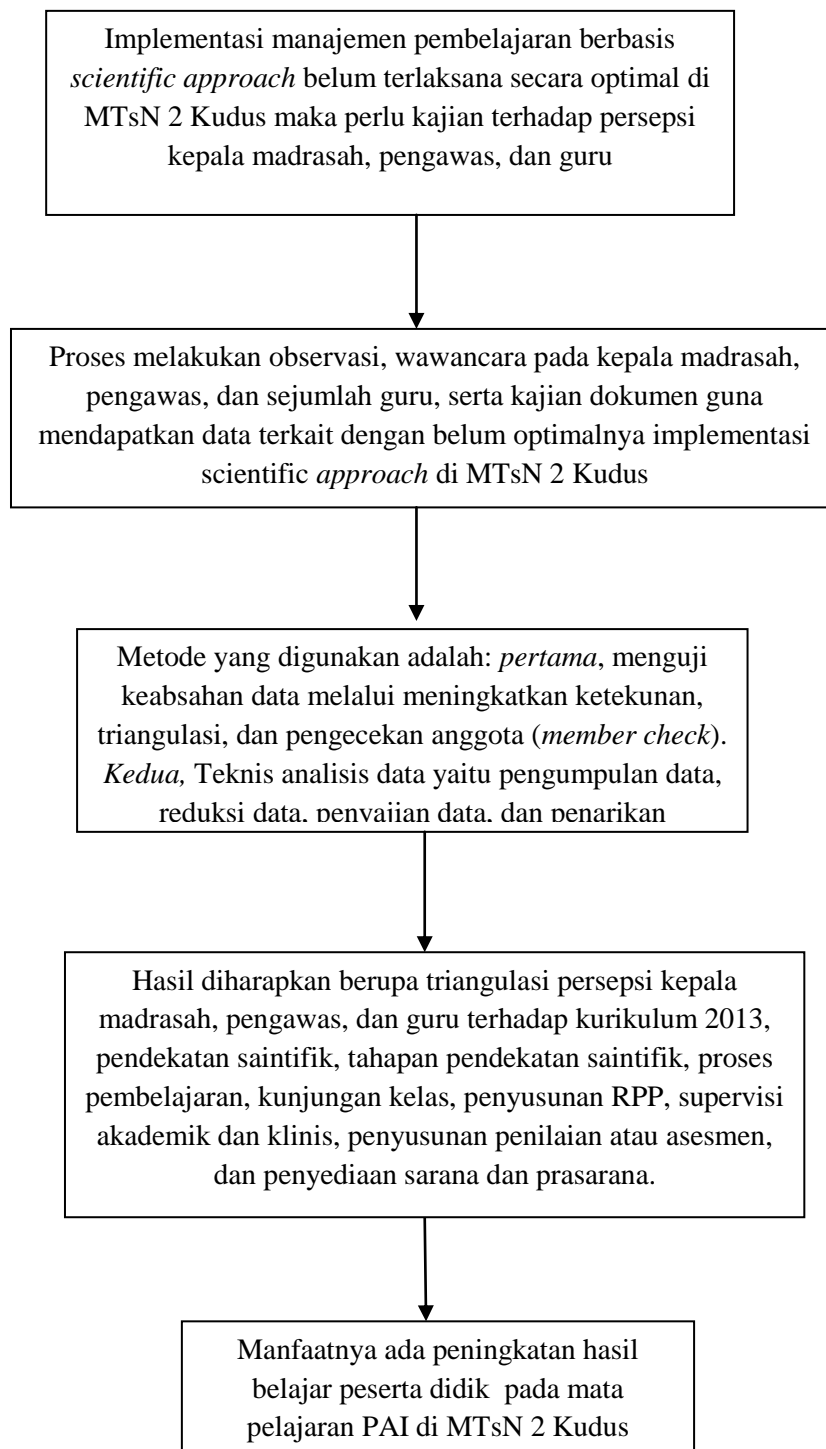 Implementasi manajemen pembelajaran berbasis
scientific approach belum terlaksana secara optimal di
MTsN 2 Kudus maka perlu kajian terhadap persepsi
kepala madrasah, pengawas, dan guru
Proses melakukan observasi, wawancara pada kepala madrasah,
pengawas, dan sejumlah guru, serta kajian dokumen guna
mendapatkan data terkait dengan belum optimalnya implementasi
scientific approach di MTsN 2 Kudus
Metode yang digunakan adalah: pertama, menguji
keabsahan data melalui meningkatkan ketekunan,
triangulasi, dan pengecekan anggota (member check).
Kedua, Teknis analisis data yaitu pengumpulan data,
reduksi data, penyajian data, dan penarikan
Hasil diharapkan berupa triangulasi persepsi kepala
madrasah, pengawas, dan guru terhadap kurikulum 2013,
pendekatan saintifik, tahapan pendekatan saintifik, proses
pembelajaran, kunjungan kelas, penyusunan RPP, supervisi
akademik dan klinis, penyusunan penilaian atau asesmen,
dan penyediaan sarana dan prasarana.
Manfaatnya ada peningkatan hasil
belajar peserta didik pada mata
pelajaran PAI di MTsN 2 Kudus